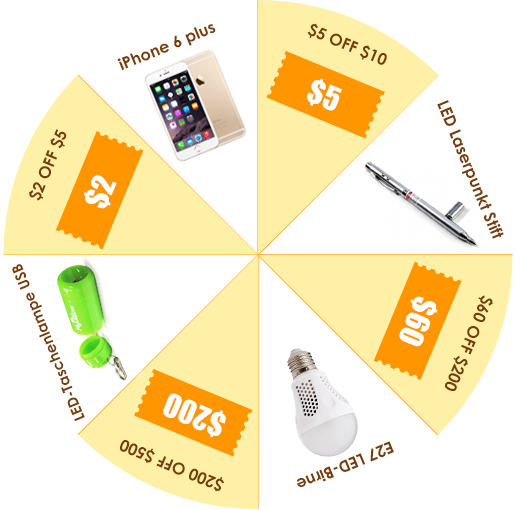 iPhone 6 plus
$5 OFF $10
$5
LED Laserpunkt Stift
$60 OFF $200
$60
E27 LED-Birne
$200 OFF $500
$200
LED-Taschenlampe USB
$2 OFF $5
$2